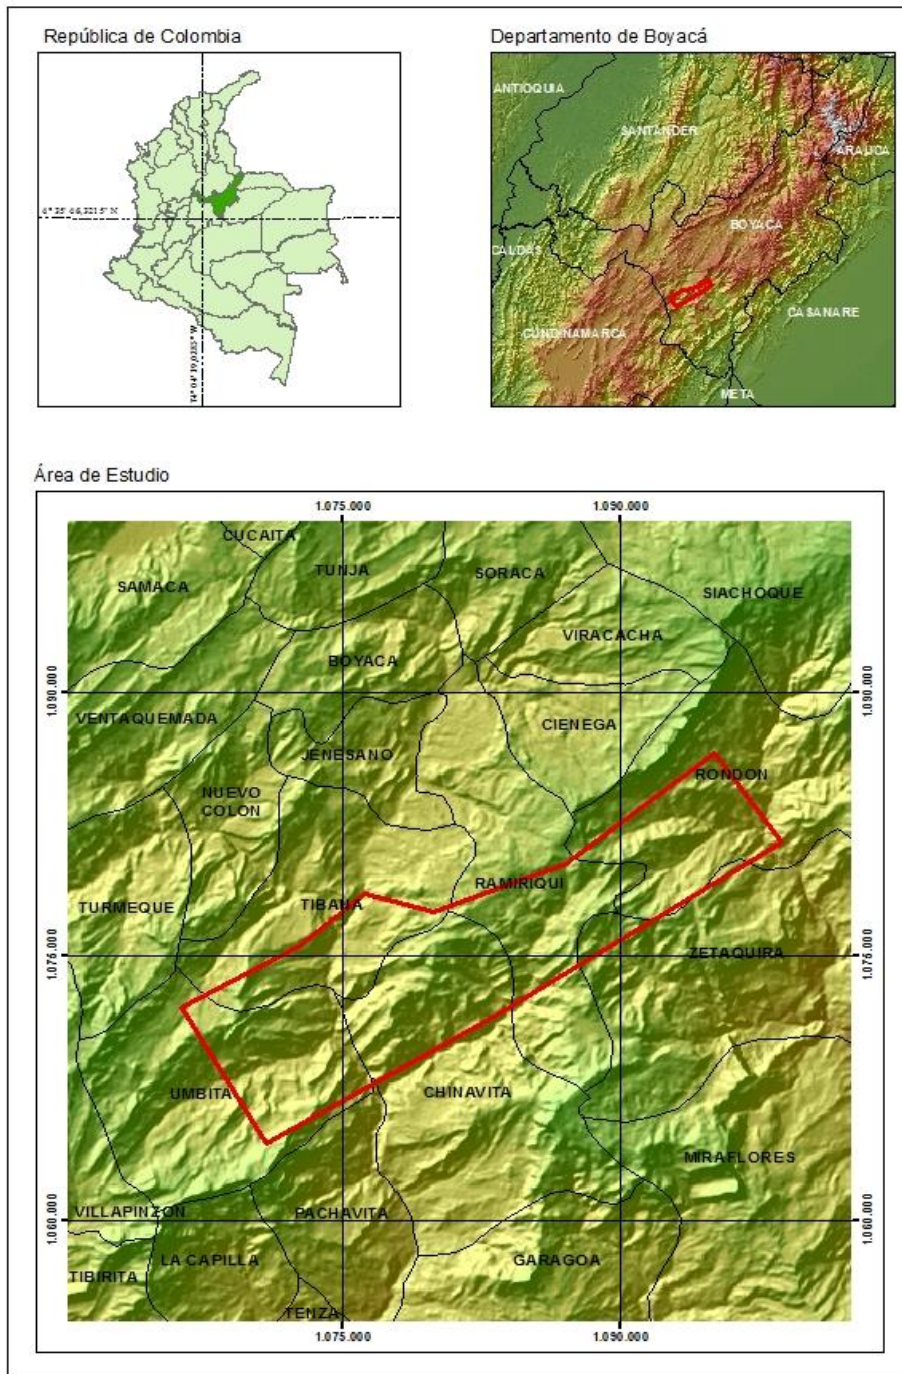 República de Colombia
Departamento de Boyacá
ANTIOQUIA
SANTANDER
ARAUCA
BOYACA
CALDAS
CASANARE
CUNDINAMARCA
META
Área de Estudio
1.075.000
1.090.000
CUCAITA
TUNJA
SORACA
SAMACA
SIACHOQUE
VIRACACHA
BOYACA
1.090.000
1.090.000
VENTAQUEMADA
CIENEGA
JENESANO
RONDON
NUEVO
COLON
RAMIRIQUI
TIBANA
TURMEQUE
1.075.000
ZETAQUIRA
1.075.000
UMBITA
CHINAVITA
MIRAFLORES
VILLAPINZON
PACHAVITA
1.060.000
1.060.000
LA CAPILLA
GARAGOA
TIBIRITA
TENZA
1.075.000
1.090.000